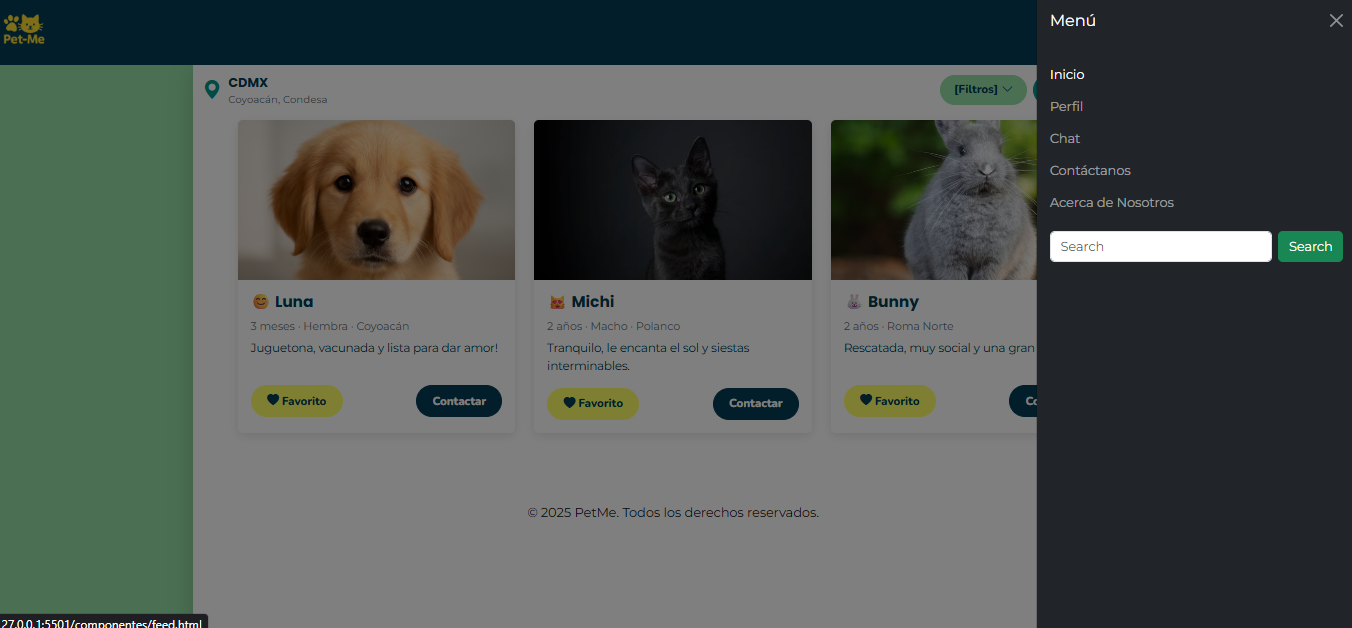 Pet-Me
Menú
Inicio
Perfil
Chat
Contáctanos
Acerca de Nosotros
Search
Search
CDMX
Coyoacán, Condesa
[Filtros]
Luna
3 meses · Hembra · Coyoacán
Juguetona, vacunada y lista para dar amor!
Favorito
Contactar
Michi
2 años · Macho · Polanco
Tranquilo, le encanta el sol y siestas
interminables.
Favorito
Contactar
Bunny
2 años · Roma Norte
Rescatada, muy social y una gran
Favorito
Co
© 2025 PetMe. Todos los derechos reservados.
27.0.0.1:5501/componentes/feed.html